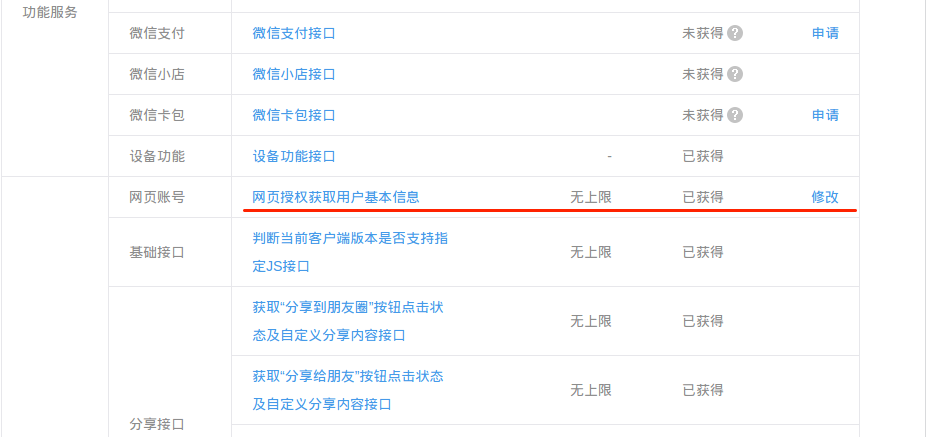 功能服务
微信支付 微信支付接口 未获得 ? 申请
微信小店 微信小店接口 未获得 ?
微信卡包 微信卡包接口 未获得 ? 申请
设备功能 设备功能接口 - 已获得
网页账号 网页授权获取用户基本信息 无上限 已获得 修改
基础接口 判断当前客户端版本是否支持指 无上限 已获得
定JS接口
获取“分享到朋友圈”按钮点击状 无上限 已获得
态及自定义分享内容接口
获取“分享给朋友”按钮点击状态 无上限 已获得
及自定义分享内容接口
分享接口